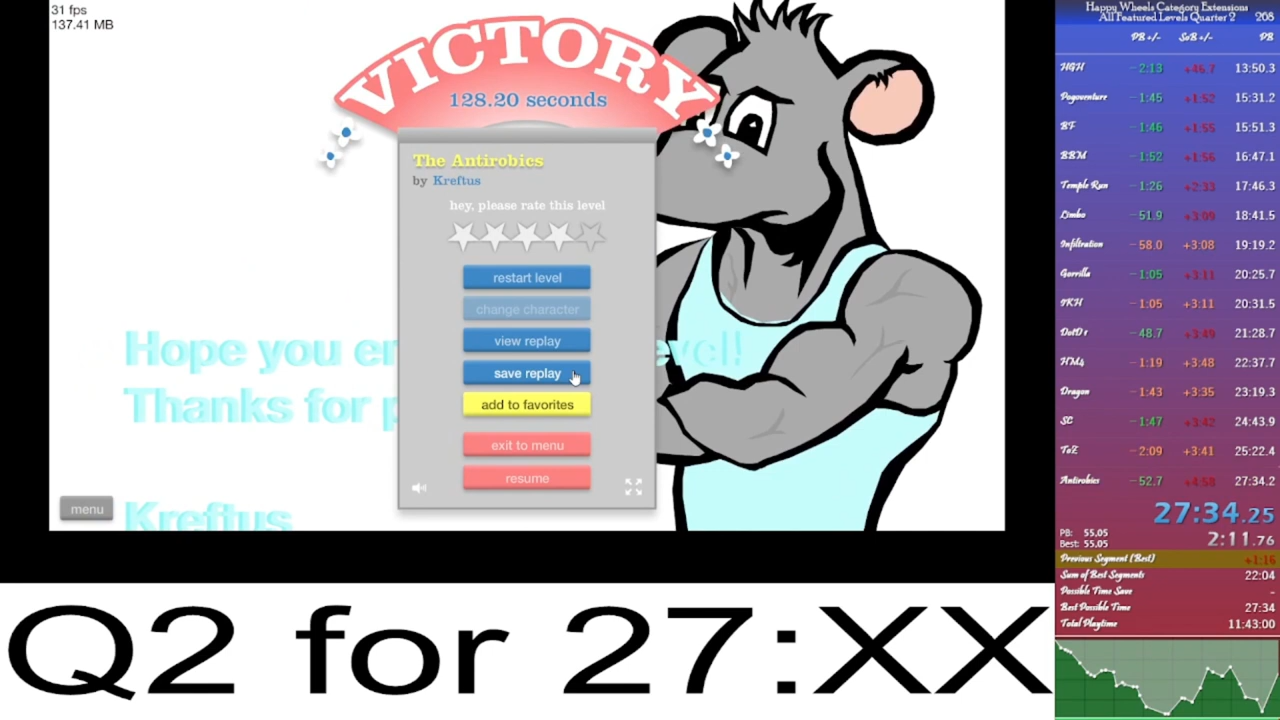 31 fps
137.41 MB
VICTORY
128.20 seconds
The Antirobics
by Kreftus
hey, please rate this level
restart level
change character
view replay
save replay
add to favorites
exit to menu
resume
menu
Hope you en vel!
Thanks for p
Kreftus
Q2 for 27:XX
Happy Wheels Category Extensions
All Featured Levels Quarter 2 208
PB +/- SoB +/- PB
HGH -2:13 +46.7 13:50.3
Pogoventure -1:45 +1:52 15:31.2
BF -1:46 +1:55 15:51.3
BBM -1:52 +1:56 16:47.1
Temple Run -1:26 +2:33 17:46.3
Limbo -51.9 +3:09 18:41.5
Infiltration -58.0 +3:08 19:19.2
Gorrilla -1:05 +3:11 20:25.7
IKH -1:05 +3:11 20:31.5
DotD 1 -48.7 +3:49 21:28.7
HM4 -1:19 +3:48 22:37.7
Dragon -1:43 +3:35 23:19.3
SC -1:47 +3:42 24:43.9
ToZ -2:09 +3:41 25:22.4
Antirobics -52.7 +4:58 27:34.2
27:34.25
PB: 55.05
Best: 55.05
2:11.76
Previous Segment (Best) +1:16
Sum of Best Segments 22:04
Possible Time Save -
Best Possible Time 27:34
Total Playtime 11:43:00